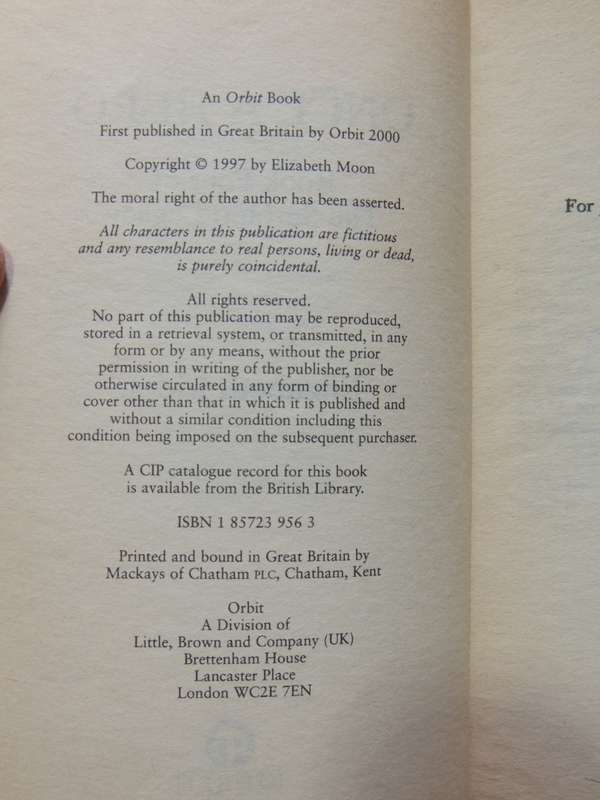 An Orbit Book
First published in Great Britain by Orbit 2000
Copyright © 1997 by Elizabeth Moon
The moral right of the author has been asserted.
All characters in this publication are fictitious
and any resemblance to real persons, living or dead,
is purely coincidental.
All rights reserved.
No part of this publication may be reproduced,
stored in a retrieval system, or transmitted, in any
form or by any means, without the prior
permission in writing of the publisher, nor be
otherwise circulated in any form of binding or
cover other than that in which it is published and
without a similar condition including this
condition being imposed on the subsequent purchaser.
A CIP catalogue record for this book
is available from the British Library.
ISBN 1 85723 956 3
Printed and bound in Great Britain by
Mackays of Chatham PLC, Chatham, Kent
Orbit
A Division of
Little, Brown and Company (UK)
Brettenham House
Lancaster Place
London WC2E 7EN
For